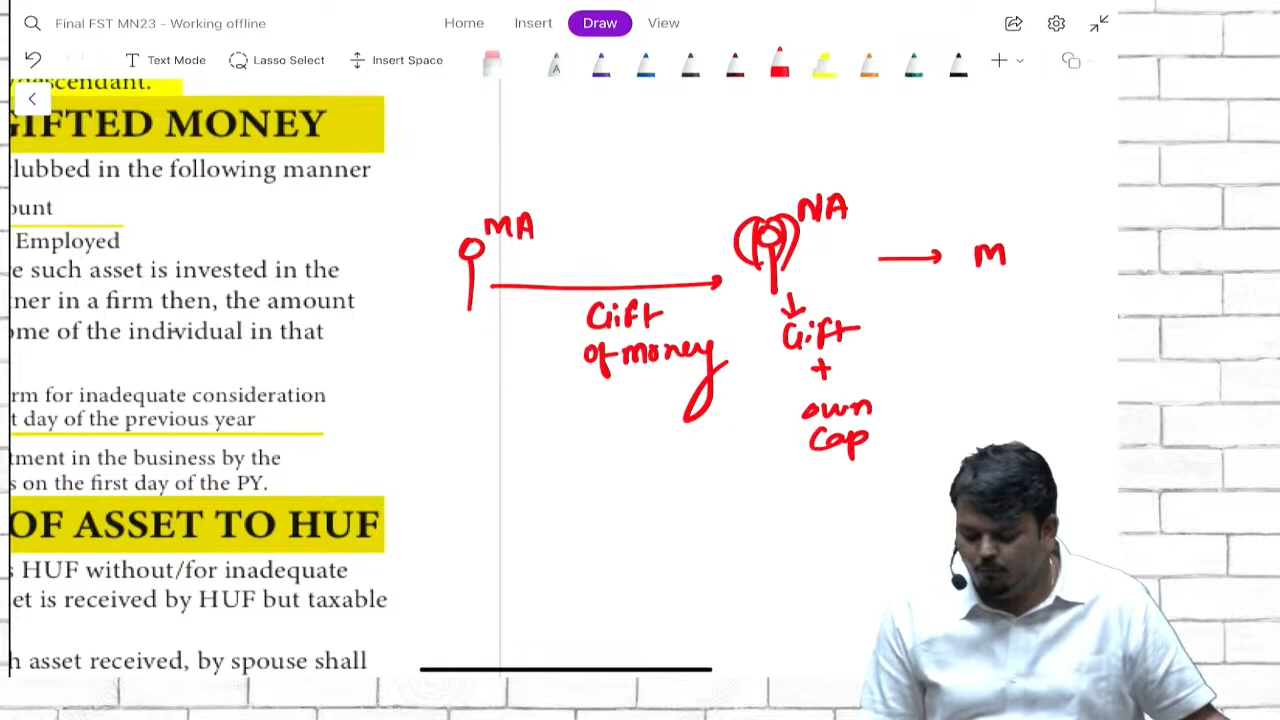 Final FST MN23 - Working offline
Home Insert Draw View
Text Mode Lasso Select Insert Space
descendant.
GIFTED MONEY
lubbed in the following manner
ount
Employed
e such asset is invested in the
ner in a firm then, the amount
ome of the individual in that
rm for inadequate consideration
t day of the previous year
tment in the business by the
s on the first day of the PY.
OF ASSET TO HUF
s HUF without/for inadequate
et is received by HUF but taxable
h asset received, by spouse shall
MA
NA
M
Gift
of money
Gift
+
own
Cap